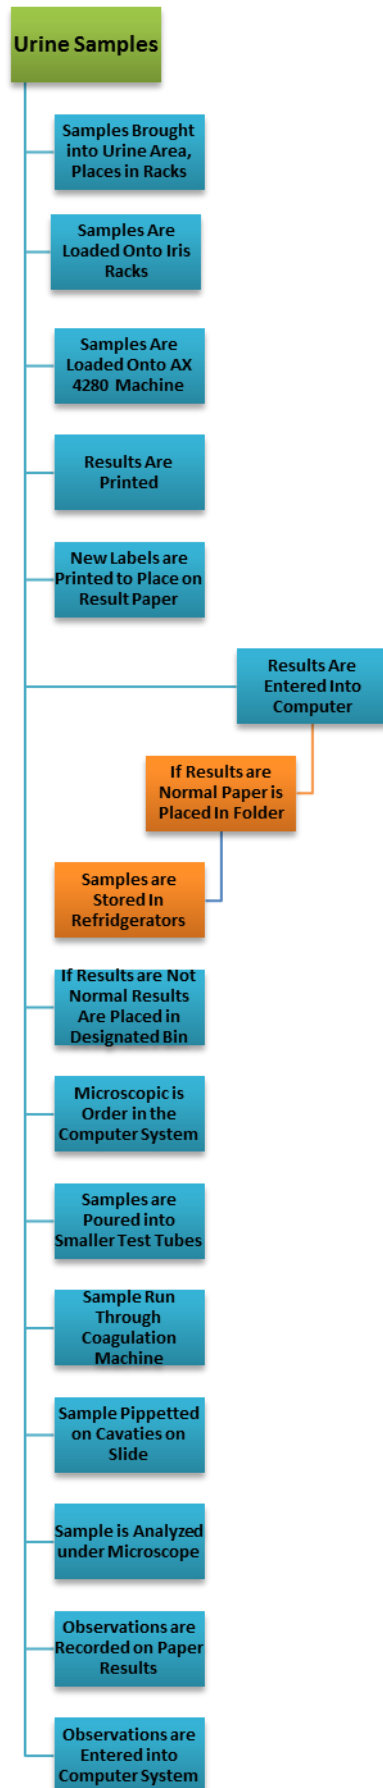 Urine Samples
Samples Brought
into Urine Area,
Places in Racks
Samples Are
Loaded Onto Iris
Racks
Samples Are
Loaded Onto AX
4280 Machine
Results Are
Printed
New Labels are
Printed to Place on
Result Paper
Results Are
Entered Into
Computer
If Results are
Normal Paper is
Placed In Folder
Samples are
Stored In
Refridgerators
If Results are Not
Normal Results
Are Placed in
Designated Bin
Microscopic is
Order in the
Computer System
Samples are
Poured into
Smaller Test Tubes
Sample Run
Through
Coagulation
Machine
Sample Pippetted
on Cavaties on
Slide
Sample is Analyzed
under Microscope
Observations are
Recorded on Paper
Results
Observations are
Entered into
Computer System